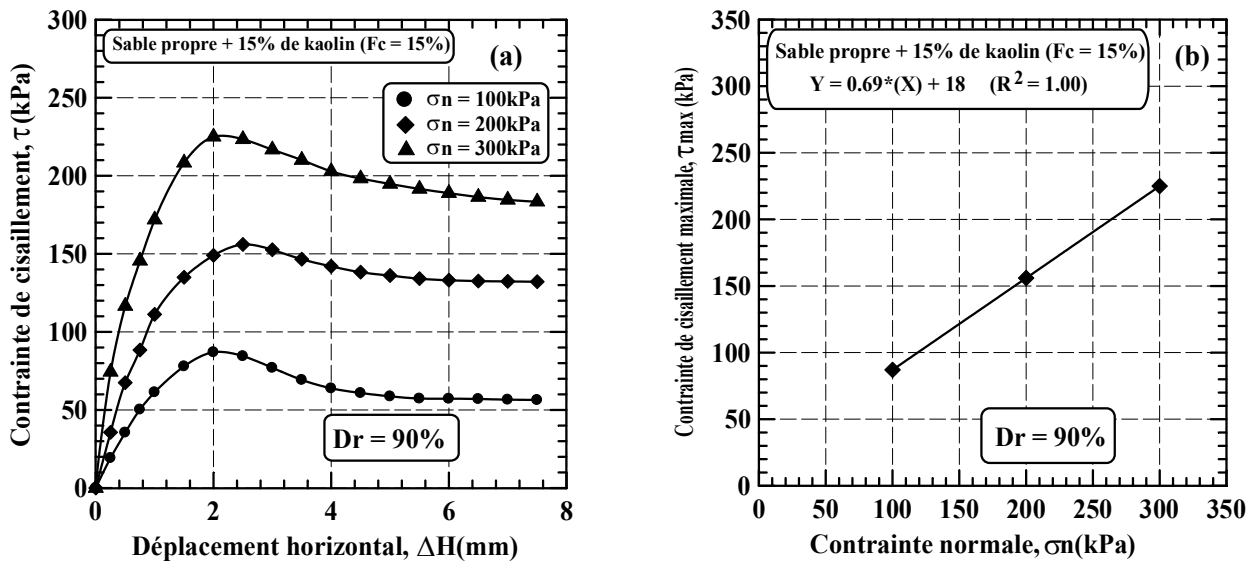 Sable propre + 15% de kaolin (Fc = 15%)
(a)
σn = 100kPa
σn = 200kPa
σn = 300kPa
Dr = 90%
Contrainte de cisaillement, τ(kPa)
300
250
200
150
100
50
0
0 2 4 6 8
Déplacement horizontal, ΔH(mm)
Sable propre + 15% de kaolin (Fc = 15%)
Y = 0.69*(X) + 18 (R² = 1.00)
(b)
Dr = 90%
Contrainte de cisaillement maximale, τmax (kPa)
350
300
250
200
150
100
50
0
0 50 100 150 200 250 300 350
Contrainte normale, σn(kPa)